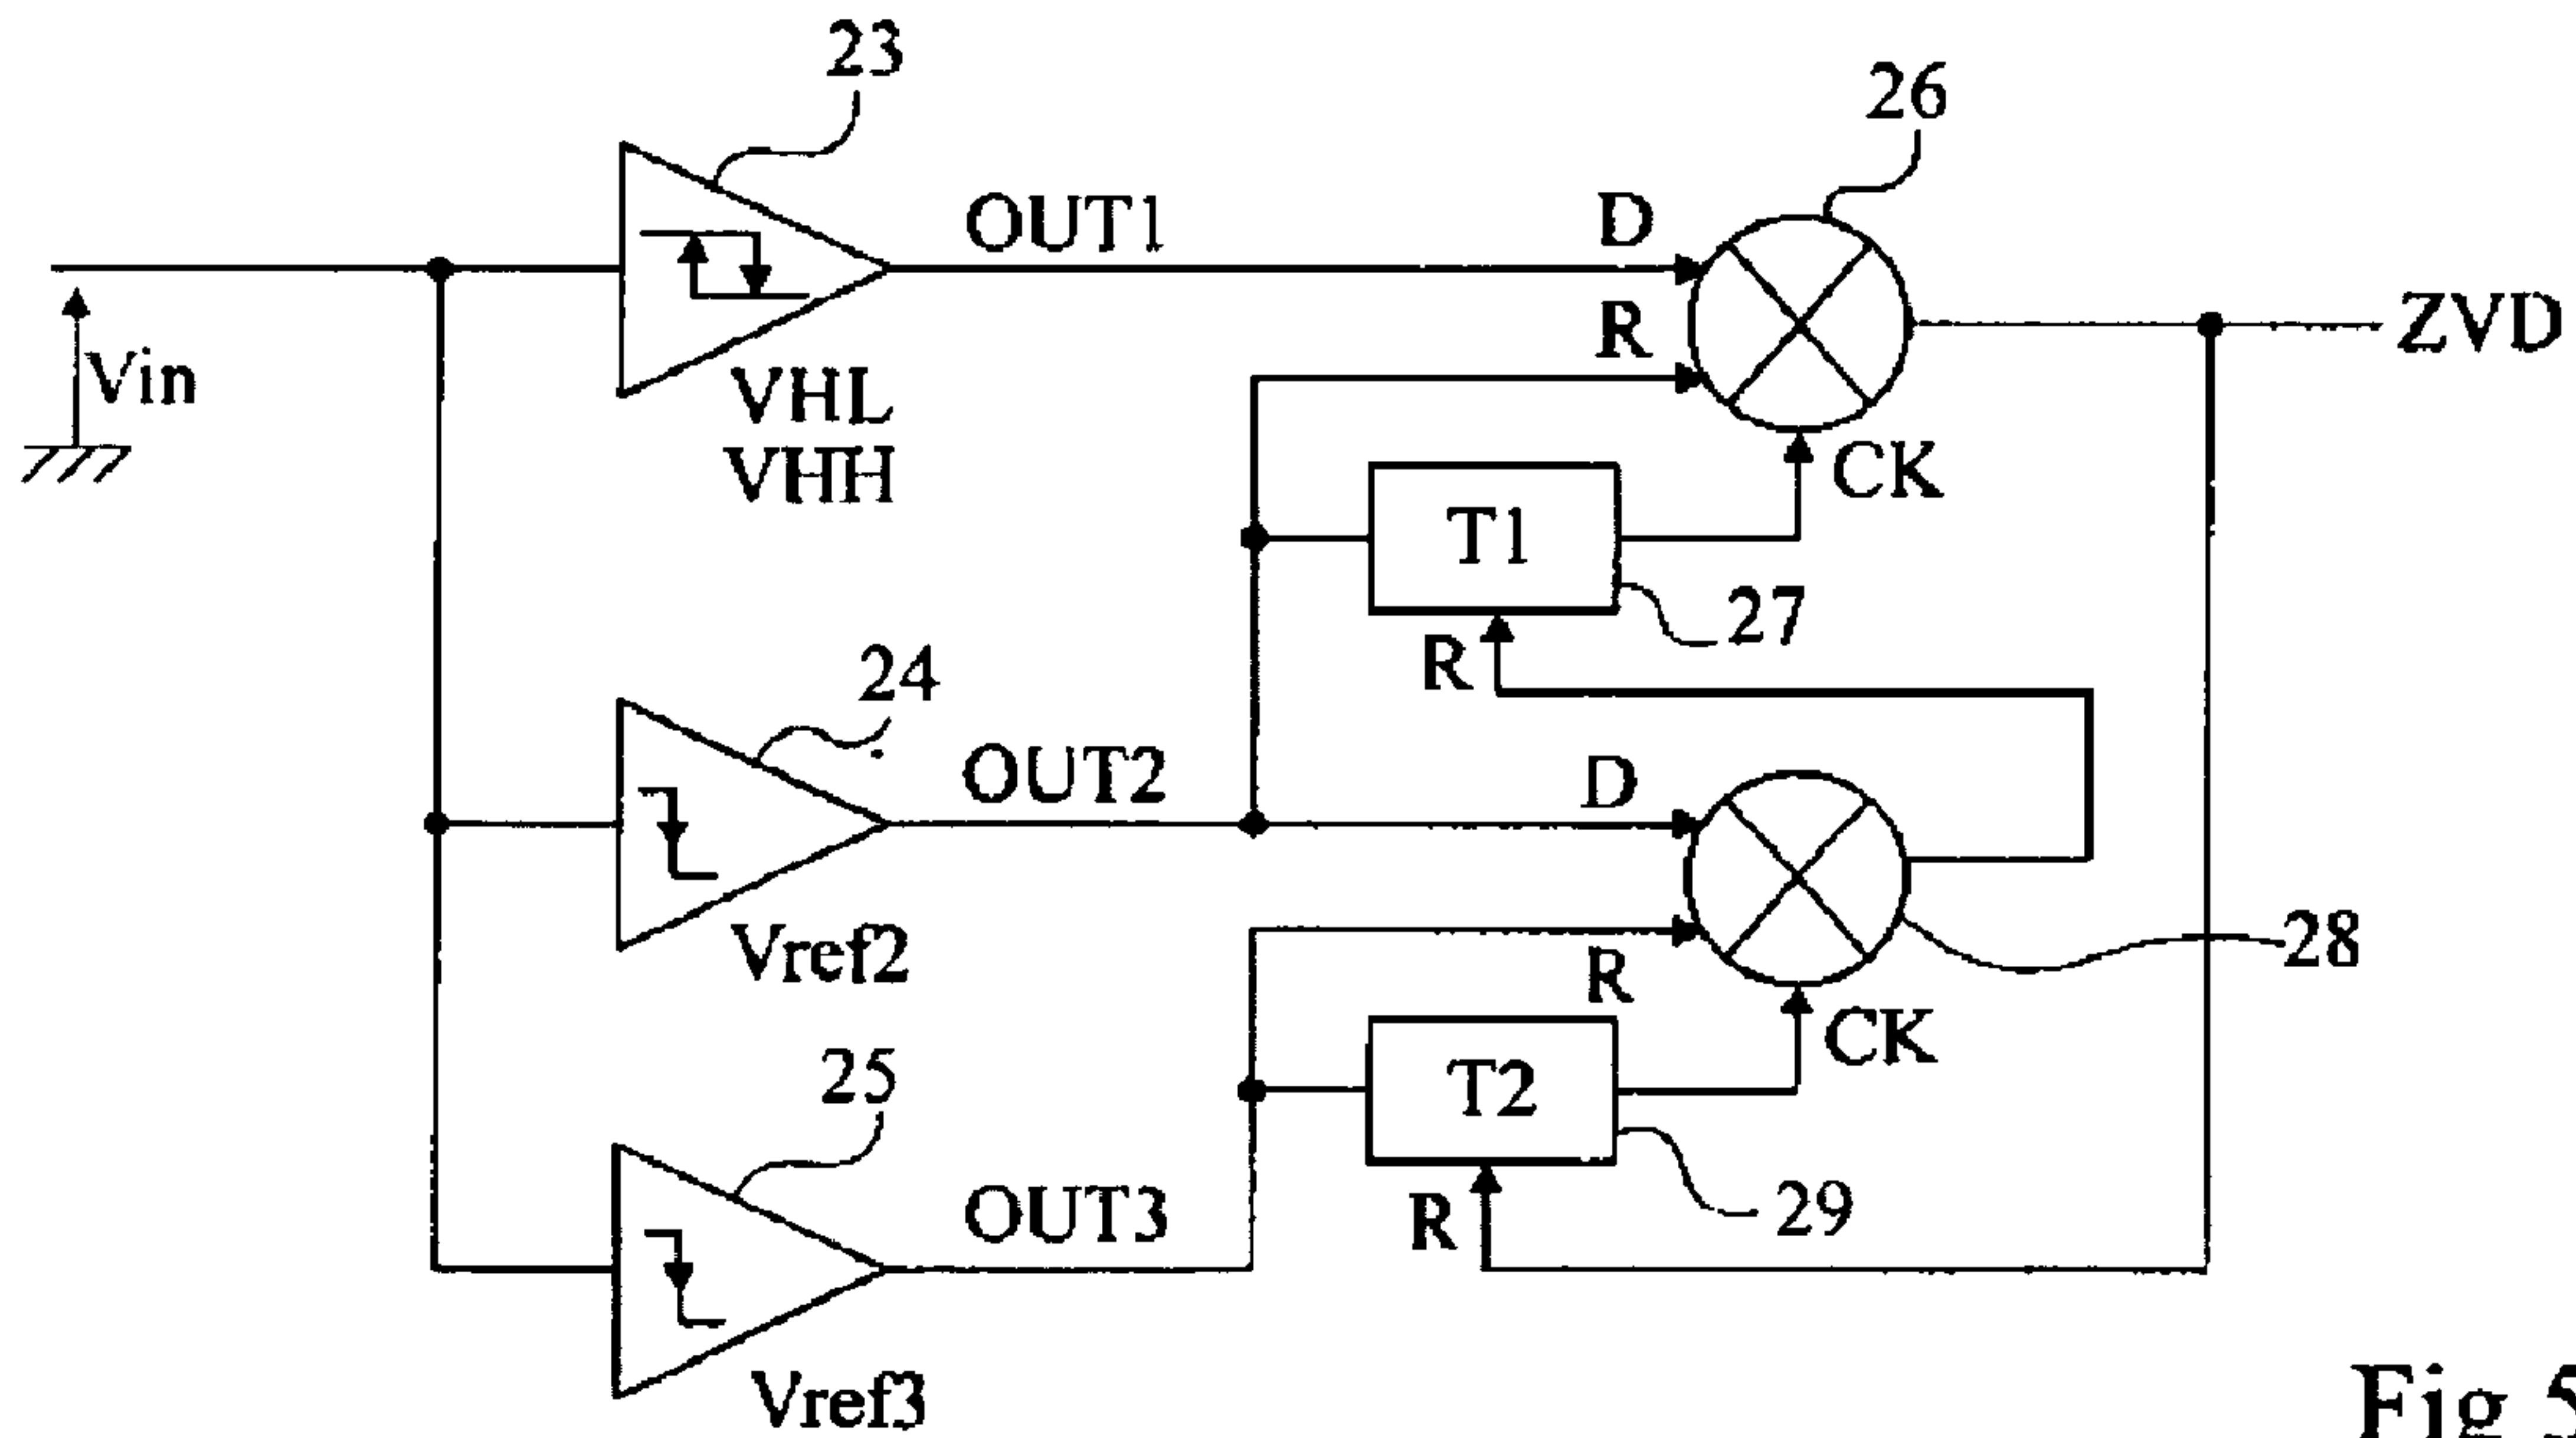 23
26
OUT1
D
R
ZVD
Vin
VHL
VHH
CK
T1
27
R
24
OUT2
D
Vref2
28
R
CK
T2
25
OUT3
29
R
Vref3
Fig 5